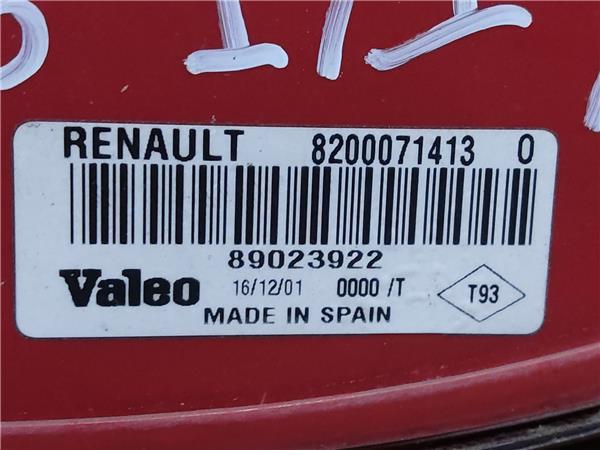 RENAULT 8200071413 0
89023922
Valeo 16/12/01 0000 /T T93
MADE IN SPAIN